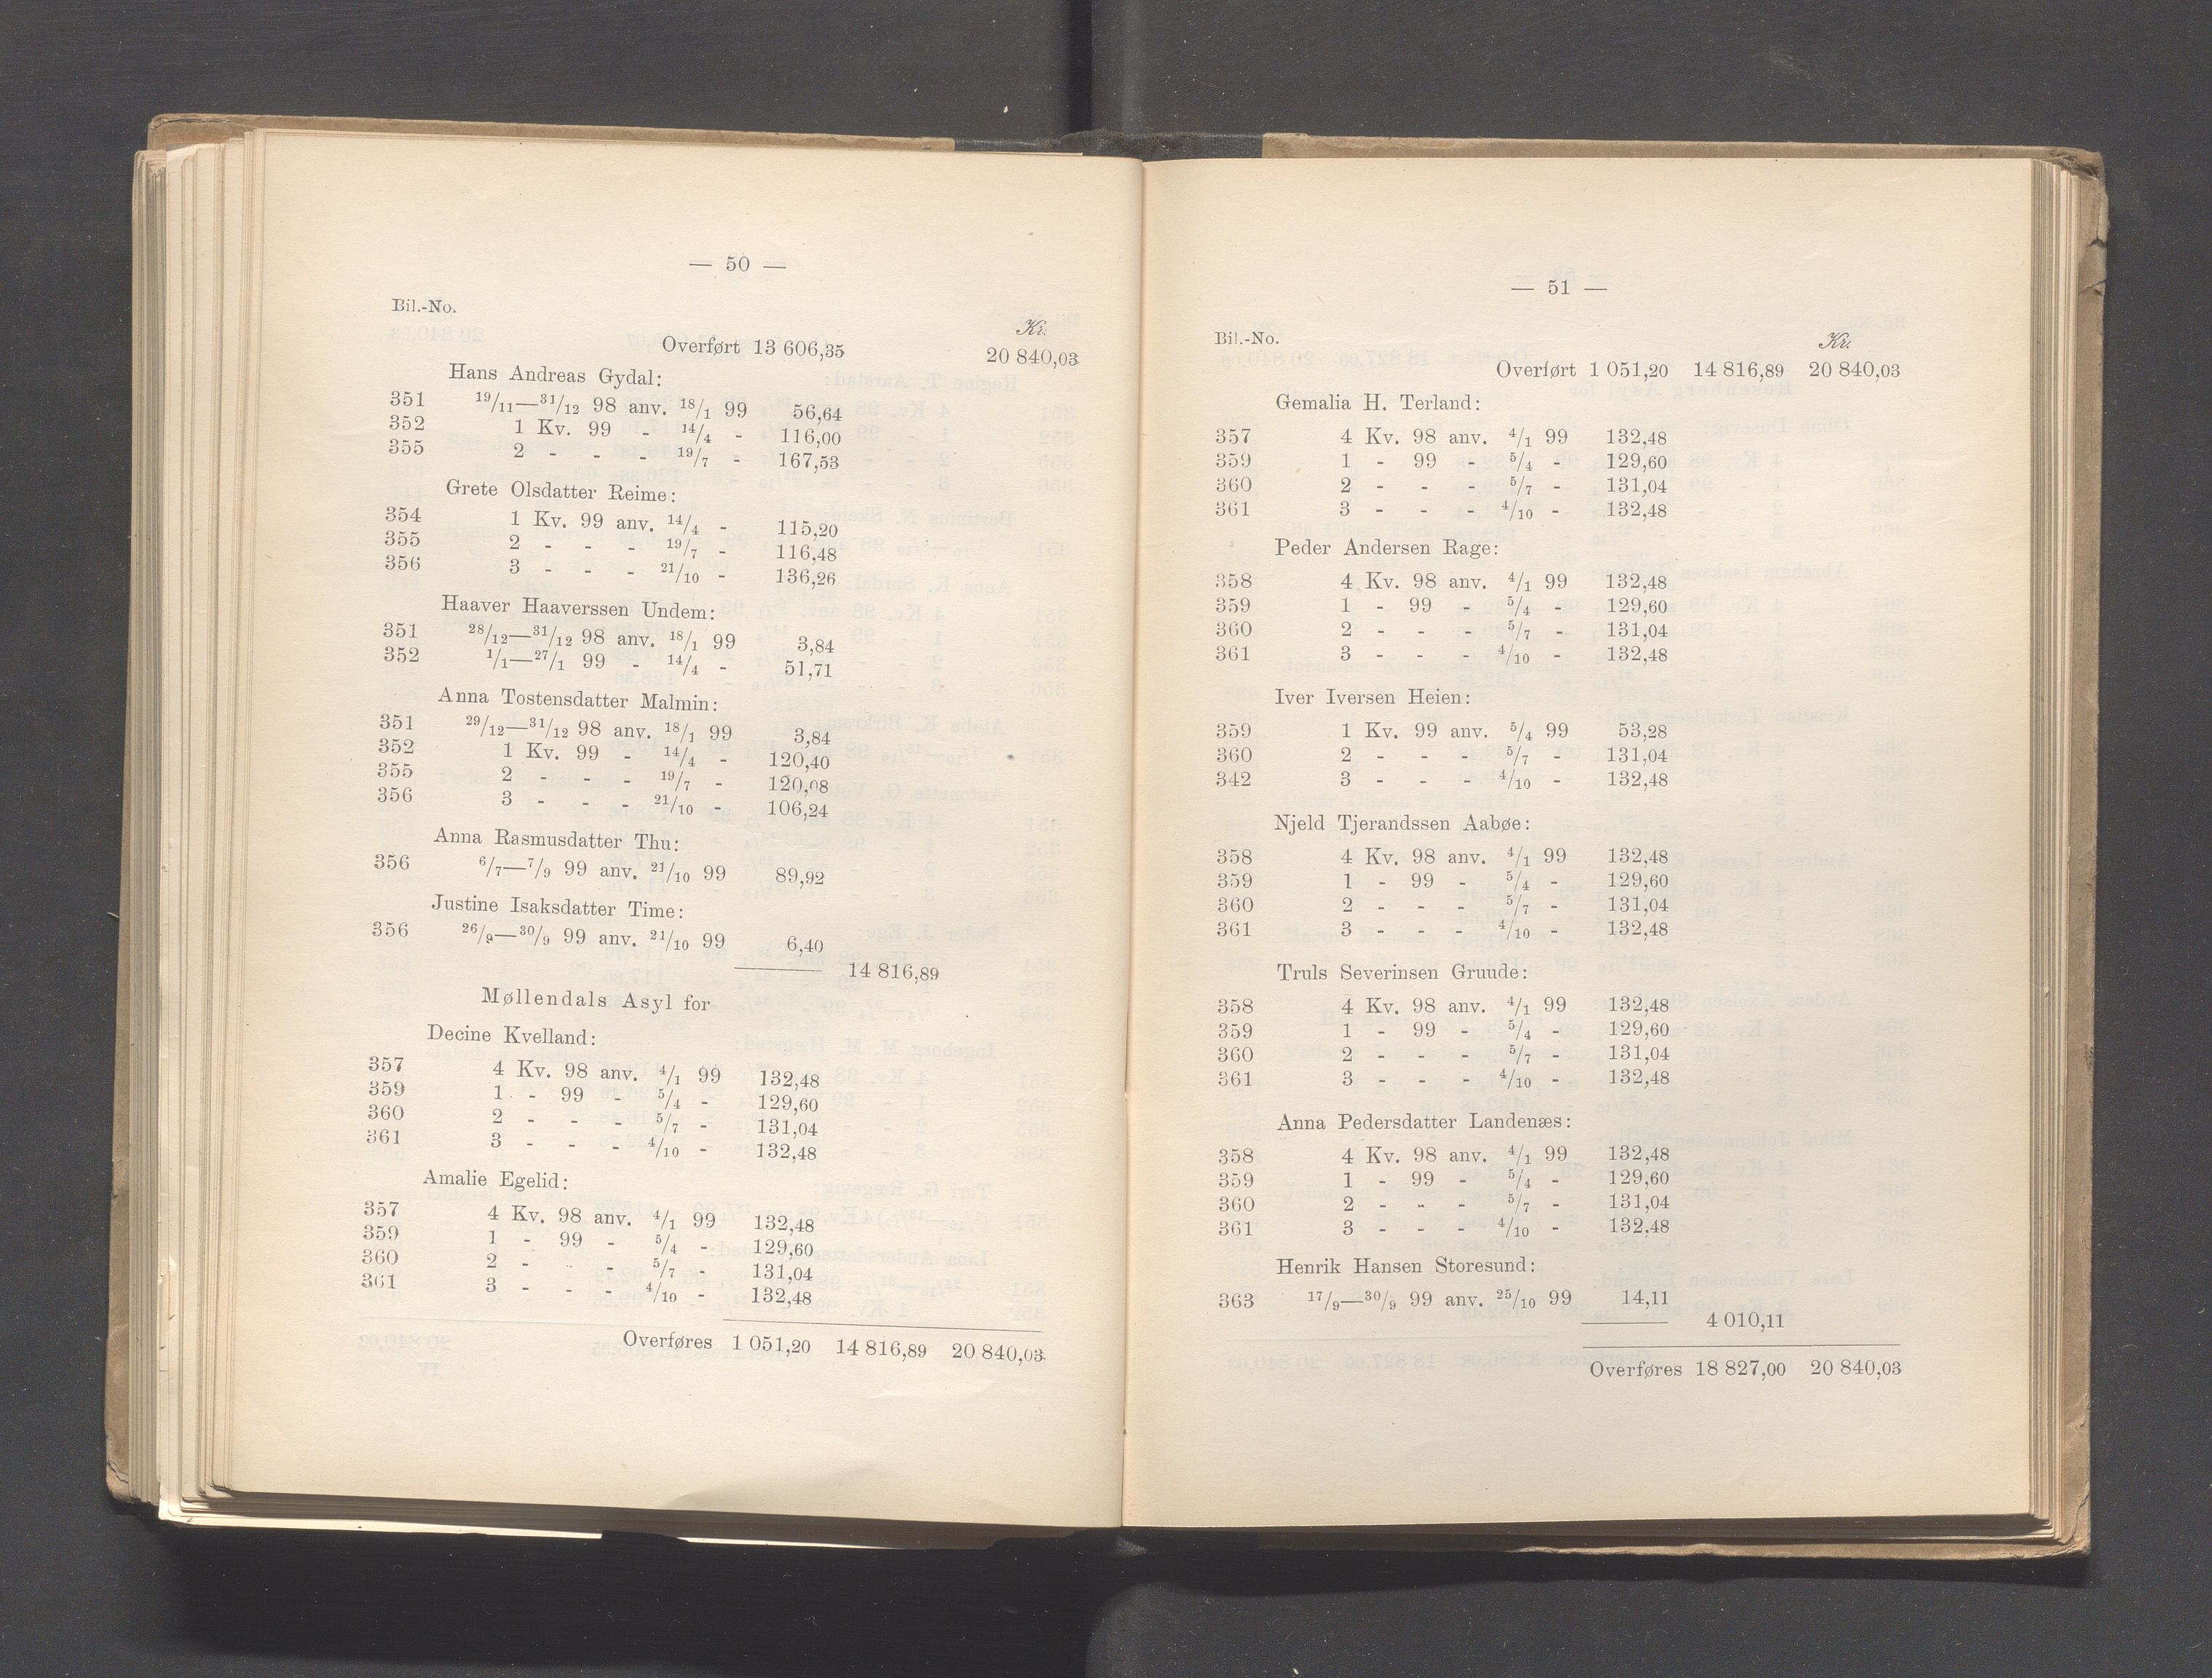 — 50 —
Bil.-No.
Kr.
Overført 13 606,35 20 840,03
Hans Andreas Gydal:
351 19/11—31/12 98 anv. 18/1 99 56,64
352 1 Kv. 99 - 14/4 - 116,00
355 2 - - - 19/7 - 167,53
Grete Olsdatter Reime:
354 1 Kv. 99 anv. 14/4 - 115,20
355 2 - - - 19/7 - 116,48
356 3 - - - 21/10 - 136,26
Haaver Haaverssen Undem:
351 28/12—31/12 98 anv. 18/1 99 3,84
352 1/1—27/1 99 - 14/4 - 51,71
Anna Tostensdatter Malmin:
351 29/12—31/12 98 anv. 18/1 99 3,84
352 1 Kv. 99 - 14/4 - 120,40
355 2 - - - 19/7 - 120,08
356 3 - - - 21/10 - 106,24
Anna Rasmusdatter Thu:
356 6/7—7/9 99 anv. 21/10 99 89,92
Justine Isaksdatter Time:
356 26/9—30/9 99 anv. 21/10 99 6,40
14 816,89
Møllendals Asyl for
Decine Kvelland:
357 4 Kv. 98 anv. 4/1 99 132,48
359 1 - 99 - 5/4 - 129,60
360 2 - - - 5/7 - 131,04
361 3 - - - 4/10 - 132,48
Amalie Egelid:
357 4 Kv. 98 anv. 4/1 99 132,48
359 1 - 99 - 5/4 - 129,60
360 2 - - - 5/7 - 131,04
361 3 - - - 4/10 - 132,48
Overføres 1 051,20 14 816,89 20 840,03
— 51 —
Bil.-No.
Kr.
Overført 1 051,20 14 816,89 20 840,03
Gemalia H. Terland:
357 4 Kv. 98 anv. 4/1 99 132,48
359 1 - 99 - 5/4 - 129,60
360 2 - - - 5/7 - 131,04
361 3 - - - 4/10 - 132,48
Peder Andersen Rage:
358 4 Kv. 98 anv. 4/1 99 132,48
359 1 - 99 - 5/4 - 129,60
360 2 - - - 5/7 - 131,04
361 3 - - - 4/10 - 132,48
Iver Iversen Heien:
359 1 Kv. 99 anv. 5/4 99 53,28
360 2 - - - 5/7 - 131,04
342 3 - - - 4/10 - 132,48
Njeld Tjerandssen Aabøe:
358 4 Kv. 98 anv. 4/1 99 132,48
359 1 - 99 - 5/4 - 129,60
360 2 - - - 5/7 - 131,04
361 3 - - - 4/10 - 132,48
Truls Severinsen Gruude:
358 4 Kv. 98 anv. 4/1 99 132,48
359 1 - 99 - 5/4 - 129,60
360 2 - - - 5/7 - 131,04
361 3 - - - 4/10 - 132,48
Anna Pedersdatter Landenæs:
358 4 Kv. 98 anv. 4/1 99 132,48
359 1 - 99 - 5/4 - 129,60
360 2 - - - 5/7 - 131,04
361 3 - - - 4/10 - 132,48
Henrik Hansen Storesund:
363 17/9—30/9 99 anv. 25/10 99 14,11
4 010,11
Overføres 18 827,00 20 840,03